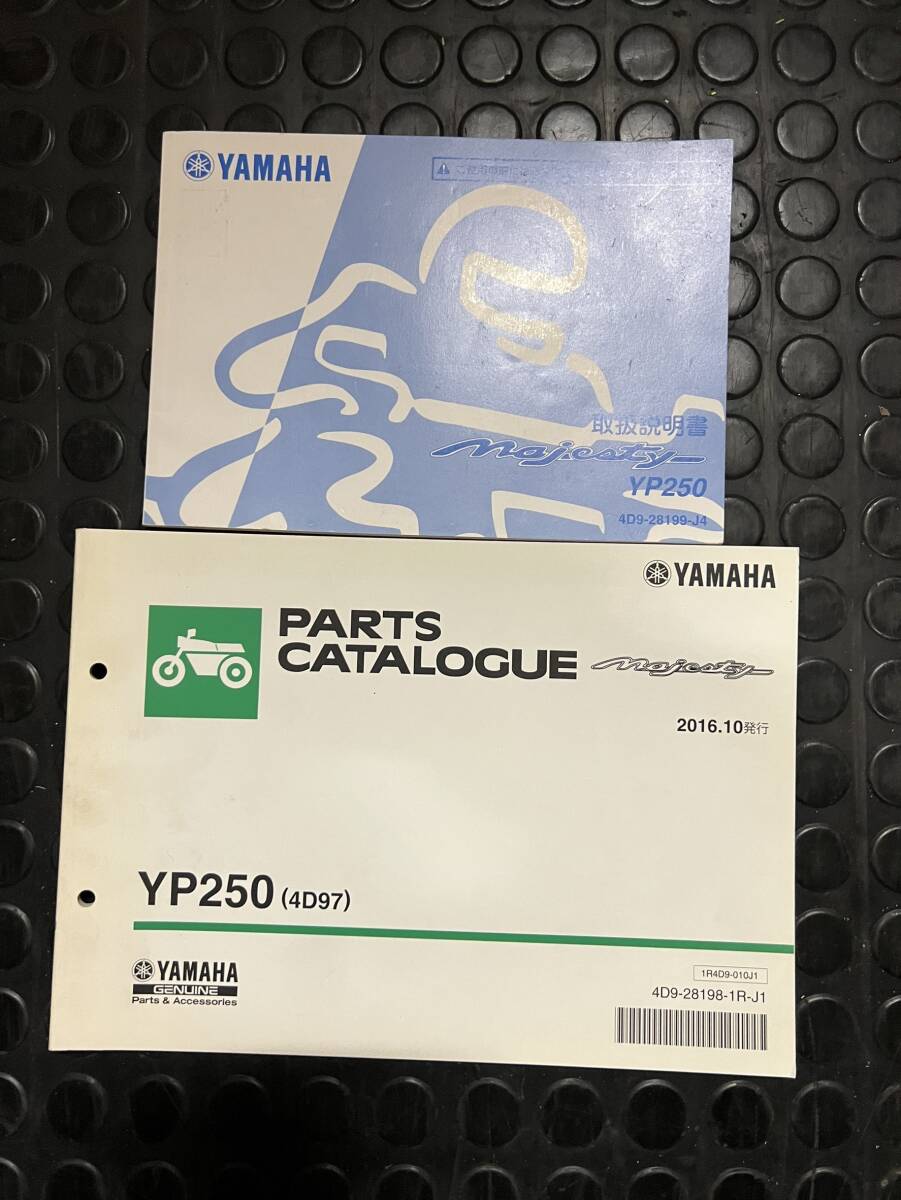 YAMAHA
取扱説明書
Majesty
YP250
4D9-28199-J4
YAMAHA
PARTS
CATALOGUE
Majesty
2016.10発行
YP250 (4D97)
YAMAHA
GENUINE
Parts & Accessories
1R4D9-010J1
4D9-28198-1R-J1